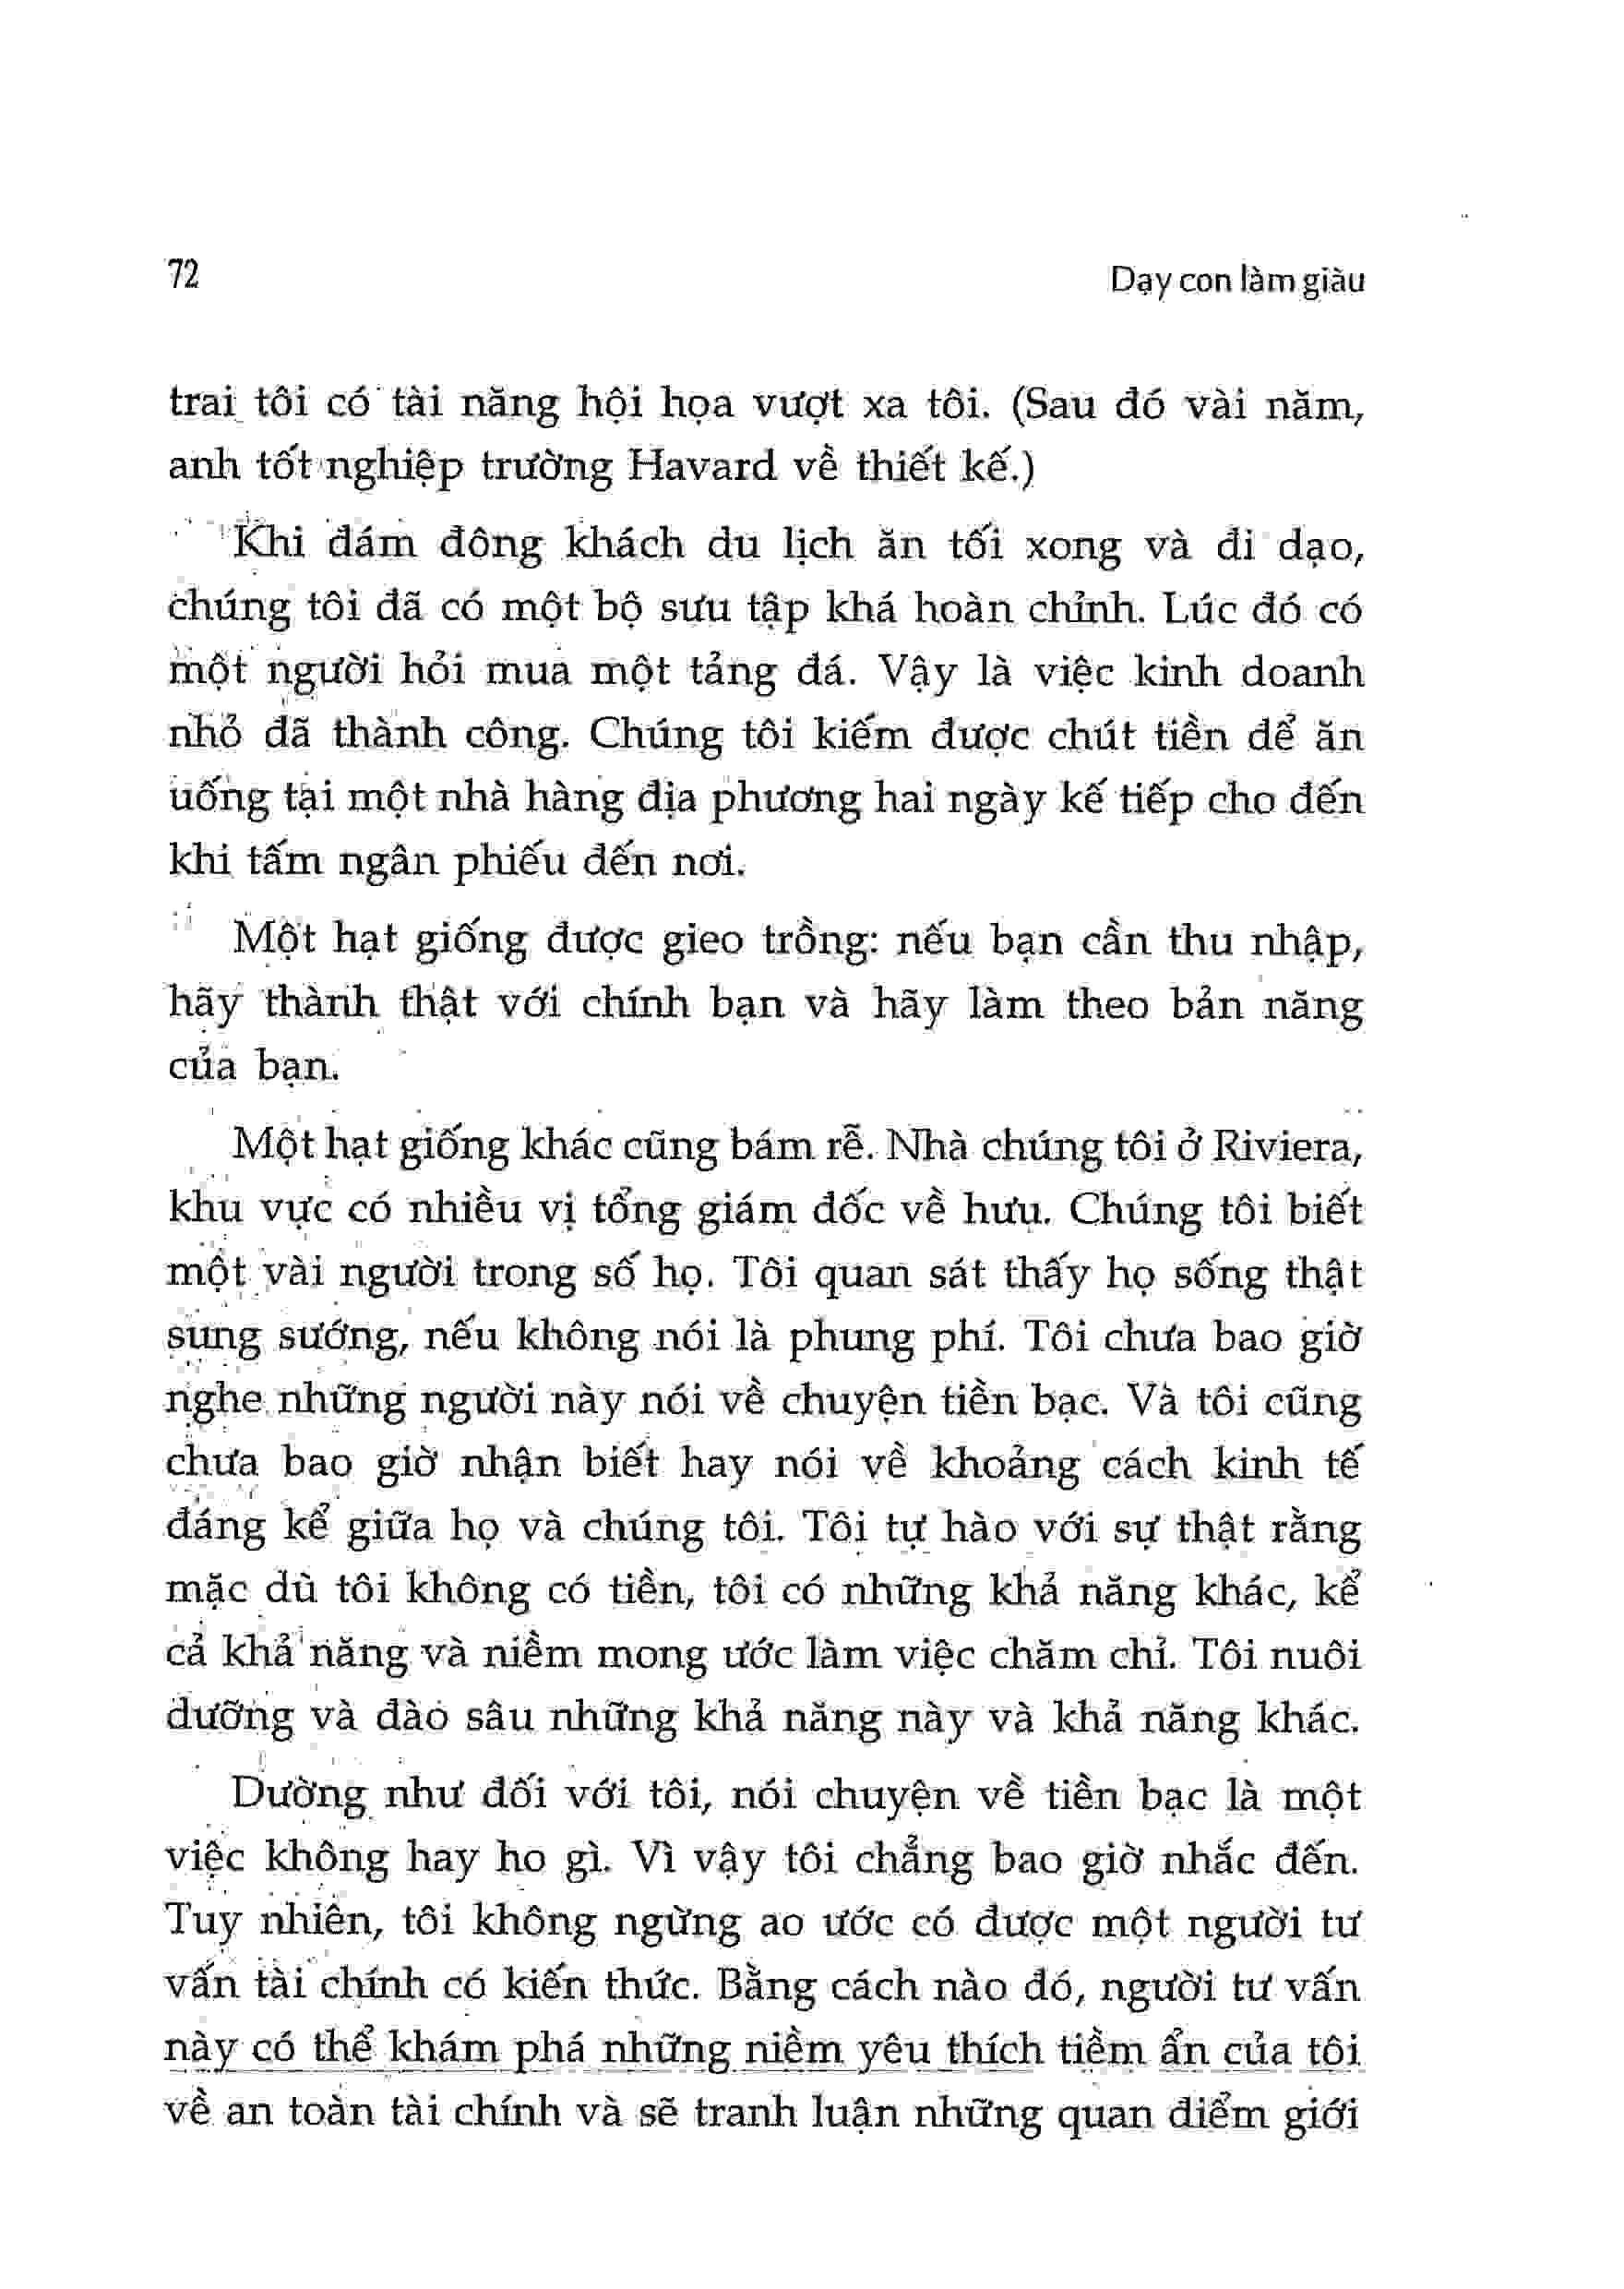 72
Dạy con làm giàu
trai tôi có tài năng hội họa vượt xa tôi. (Sau đó vài năm,
anh tốt nghiệp trường Havard về thiết kế.)
Khi đám đông khách du lịch ăn tối xong và đi dạo,
chúng tôi đã có một bộ sưu tập khá hoàn chỉnh. Lúc đó có
một người hỏi mua một tảng đá. Vậy là việc kinh doanh
nhỏ đã thành công. Chúng tôi kiếm được chút tiền để ăn
uống tại một nhà hàng địa phương hai ngày kế tiếp cho đến
khi tấm ngân phiếu đến nơi.
Một hạt giống được gieo trồng: nếu bạn cần thu nhập,
hãy thành thật với chính bạn và hãy làm theo bản năng
của bạn.
Một hạt giống khác cũng bám rễ. Nhà chúng tôi ở Riviera,
khu vực có nhiều vị tổng giám đốc về hưu. Chúng tôi biết
một vài người trong số họ. Tôi quan sát thấy họ sống thật
sung sướng, nếu không nói là phung phí. Tôi chưa bao giờ
nghe những người này nói về chuyện tiền bạc. Và tôi cũng
chưa bao giờ nhận biết hay nói về khoảng cách kinh tế
đáng kể giữa họ và chúng tôi. Tôi tự hào với sự thật rằng
mặc dù tôi không có tiền, tôi có những khả năng khác, kể
cả khả năng và niềm mong ước làm việc chăm chỉ. Tôi nuôi
dưỡng và đào sâu những khả năng này và khả năng khác.
Dường như đối với tôi, nói chuyện về tiền bạc là một
việc không hay ho gì. Vì vậy tôi chẳng bao giờ nhắc đến.
Tuy nhiên, tôi không ngừng ao ước có được một người tư
vấn tài chính có kiến thức. Bằng cách nào đó, người tư vấn
này có thể khám phá những niềm yêu thích tiềm ẩn của tôi
về an toàn tài chính và sẽ tranh luận những quan điểm giới